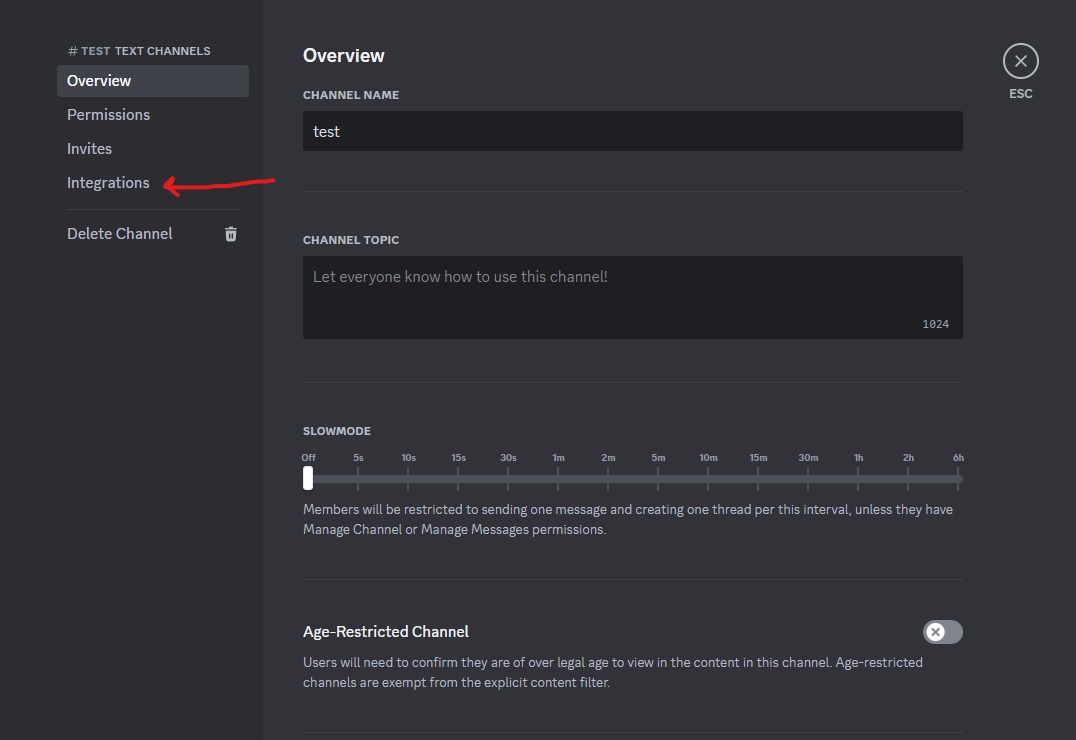 # TEST TEXT CHANNELS
Overview
Permissions
Invites
Integrations
Delete Channel
Overview
CHANNEL NAME
test
CHANNEL TOPIC
Let everyone know how to use this channel!
1024
SLOWMODE
Off 5s 10s 15s 30s 1m 2m 5m 10m 15m 30m 1h 2h 6h
Members will be restricted to sending one message and creating one thread per this interval, unless they have
Manage Channel or Manage Messages permissions.
Age-Restricted Channel
Users will need to confirm they are of over legal age to view in the content in this channel. Age-restricted
channels are exempt from the explicit content filter.
ESC